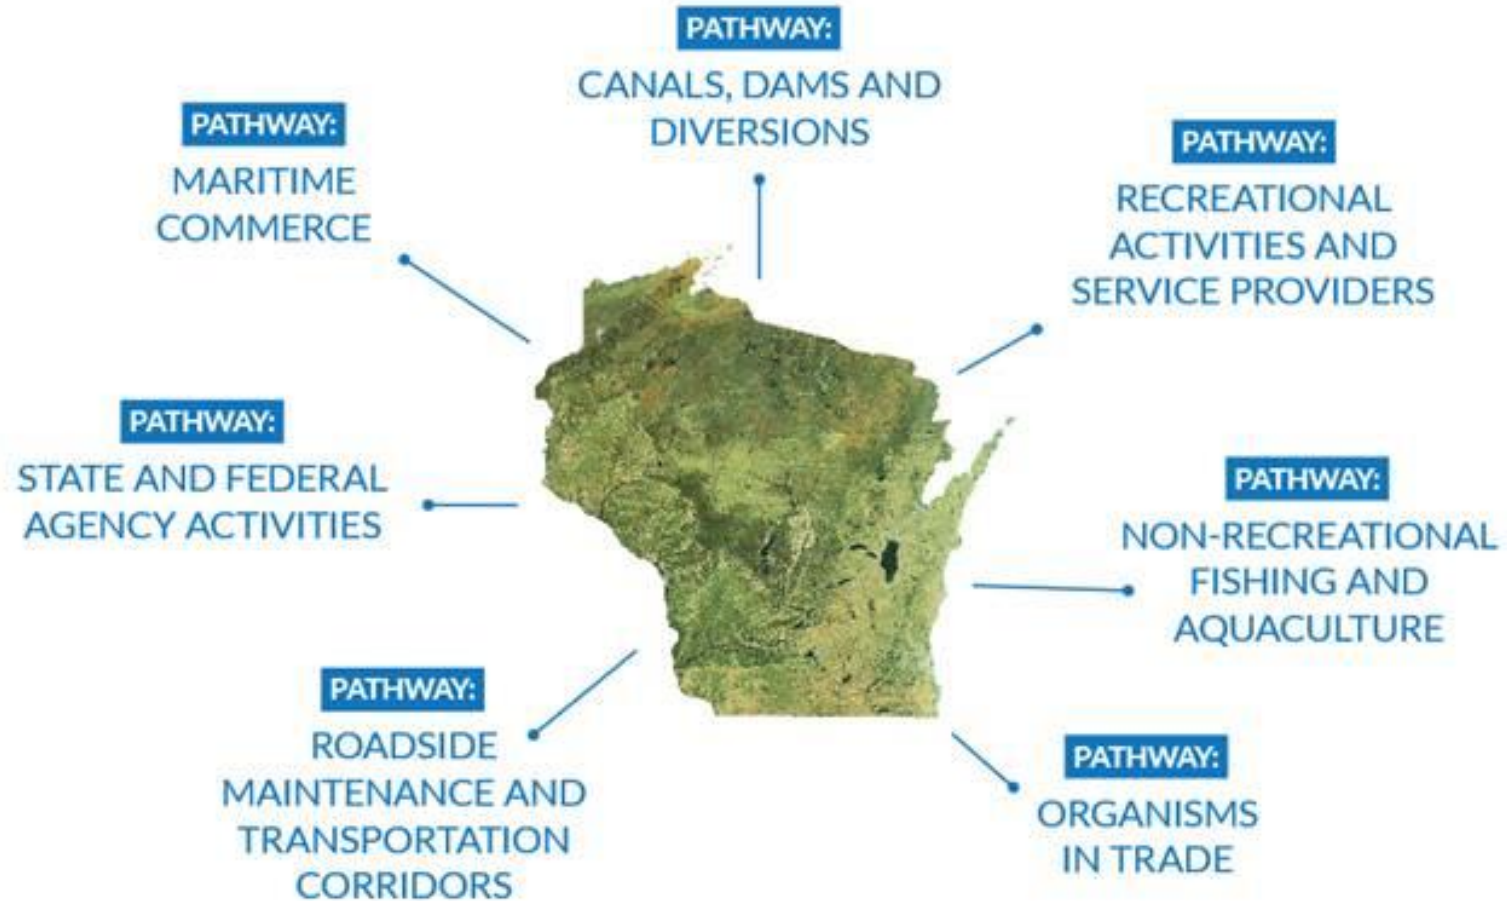 PATHWAY:
CANALS, DAMS AND
DIVERSIONS
PATHWAY:
MARITIME
COMMERCE
PATHWAY:
RECREATIONAL
ACTIVITIES AND
SERVICE PROVIDERS
PATHWAY:
STATE AND FEDERAL
AGENCY ACTIVITIES
PATHWAY:
NON-RECREATIONAL
FISHING AND
AQUACULTURE
PATHWAY:
ROADSIDE
MAINTENANCE AND
TRANSPORTATION
CORRIDORS
PATHWAY:
ORGANISMS
IN TRADE